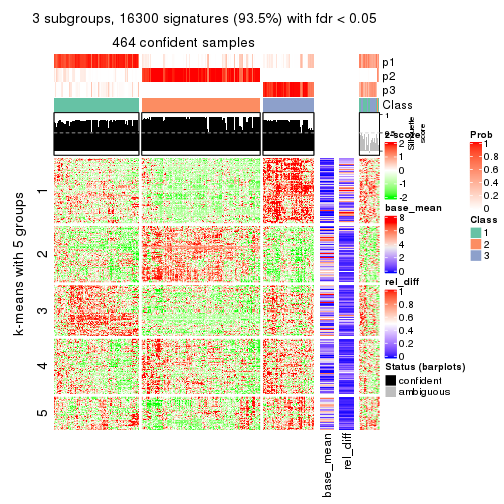 3 subgroups, 16300 signatures (93.5%) with fdr < 0.05
464 confident samples
p1
p2
p3
Class
1
Silhouette
score
k-means with 5 groups
1
2
3
4
5
base_mean
rel_diff
z-score
2
1
0
-1
-2
base_mean
8
6
4
2
0
rel_diff
1
0.8
0.6
0.4
0.2
0
Status (barplots)
confident
ambiguous
Prob
1
0.8
0.6
0.4
0.2
0
Class
1
2
3